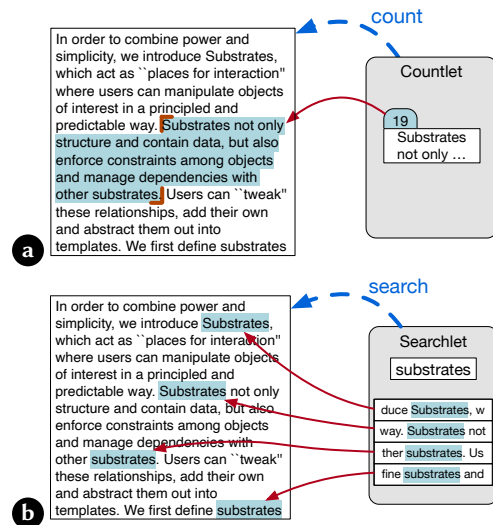 count
In order to combine power and
simplicity, we introduce Substrates,
which act as ``places for interaction"
where users can manipulate objects
of interest in a principled and
predictable way. Substrates not only
structure and contain data, but also
enforce constraints among objects
and manage dependencies with
other substrates. Users can ``tweak"
these relationships, add their own
and abstract them out into
templates. We first define substrates
Countlet
19
Substrates
not only ...
a
search
In order to combine power and
simplicity, we introduce Substrates,
which act as ``places for interaction"
where users can manipulate objects
of interest in a principled and
predictable way. Substrates not only
structure and contain data, but also
enforce constraints among objects
and manage dependencies with
other substrates. Users can ``tweak"
these relationships, add their own
and abstract them out into
templates. We first define substrates
Searchlet
substrates
duce Substrates, w
way. Substrates not
ther substrates. Us
fine substrates and
b